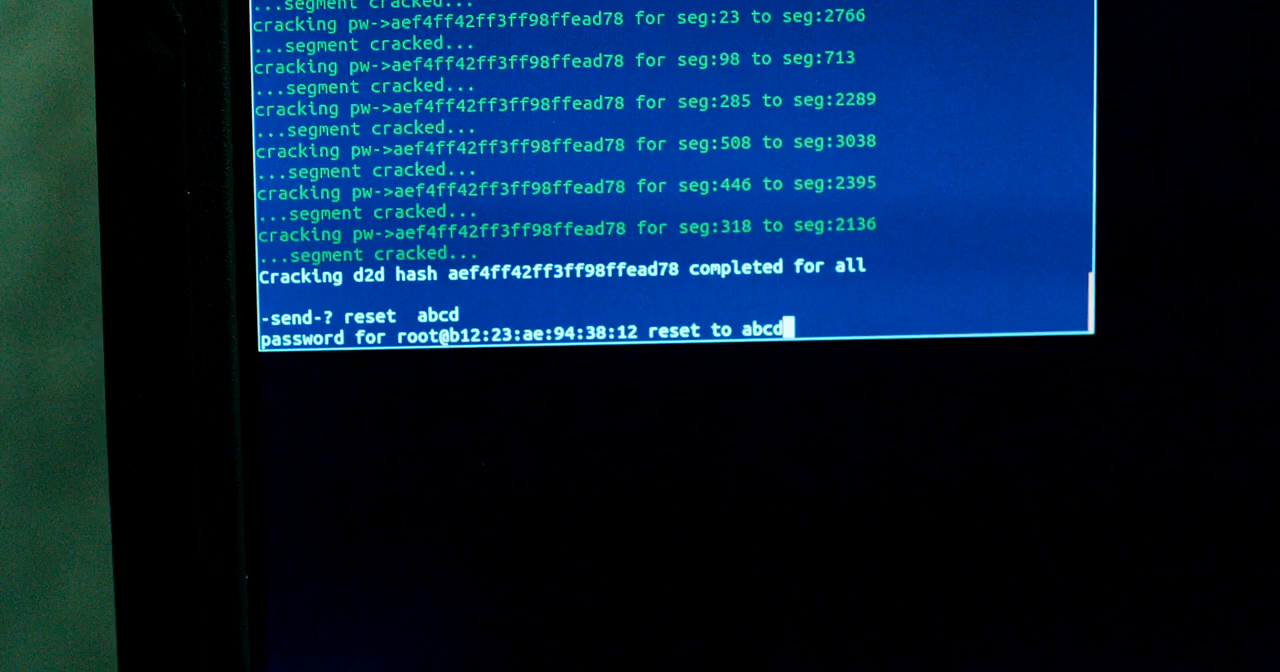 ...segment cracked...
cracking pw->aef4ff42ff3ff98ffead78 for seg:23 to seg:2766
...segment cracked...
cracking pw->aef4ff42ff3ff98ffead78 for seg:98 to seg:713
...segment cracked...
cracking pw->aef4ff42ff3ff98ffead78 for seg:285 to seg:2289
...segment cracked...
cracking pw->aef4ff42ff3ff98ffead78 for seg:508 to seg:3038
...segment cracked...
cracking pw->aef4ff42ff3ff98ffead78 for seg:446 to seg:2395
...segment cracked...
cracking pw->aef4ff42ff3ff98ffead78 for seg:318 to seg:2136
...segment cracked...
Cracking d2d hash aef4ff42ff3ff98ffead78 completed for all
-send-? reset  abcd
password for root@b12:23:ae:94:38:12 reset to abcd